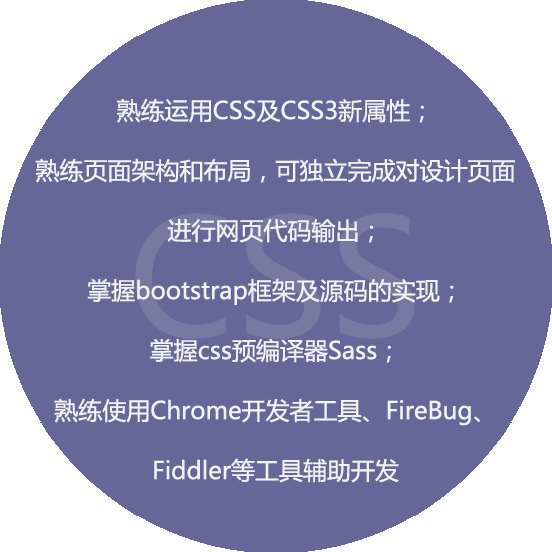 熟练运用CSS及CSS3新属性；
熟练页面架构和布局，可独立完成对设计页面
进行网页代码输出；
CSS
掌握bootstrap框架及源码的实现；
掌握css预编译器Sass；
熟练使用Chrome开发者工具、FireBug、
Fiddler等工具辅助开发